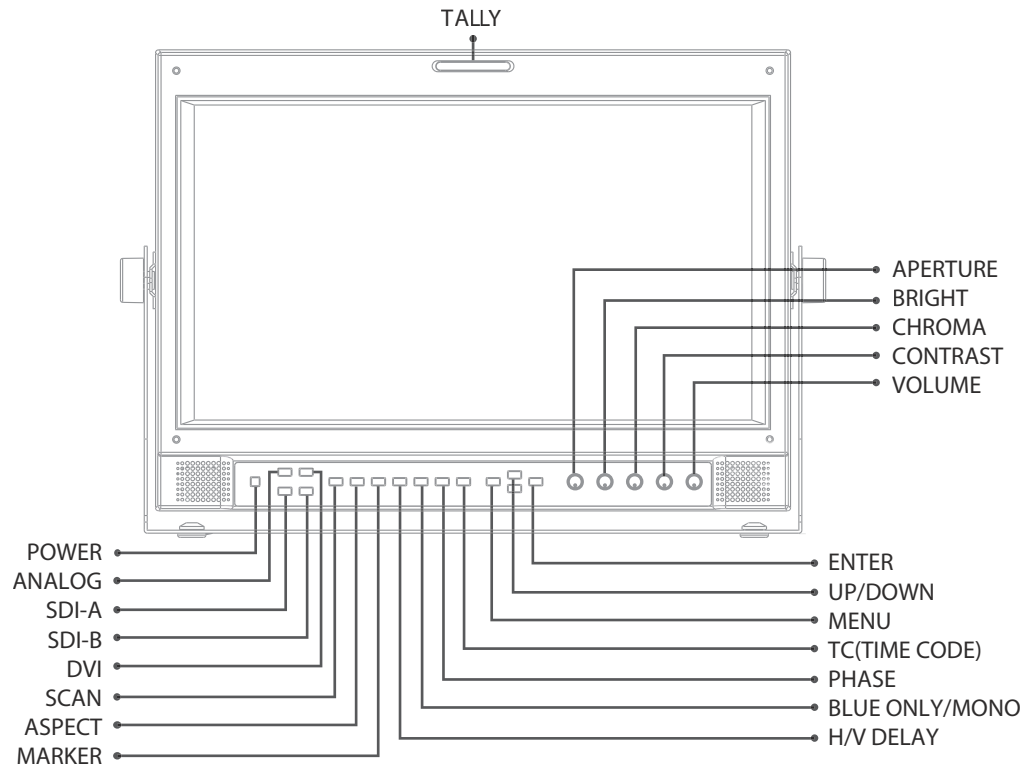 TALLY
APERTURE
BRIGHT
CHROMA
CONTRAST
VOLUME
POWER
ANALOG
SDI-A
SDI-B
DVI
SCAN
ASPECT
MARKER
ENTER
UP/DOWN
MENU
TC(TIME CODE)
PHASE
BLUE ONLY/MONO
H/V DELAY